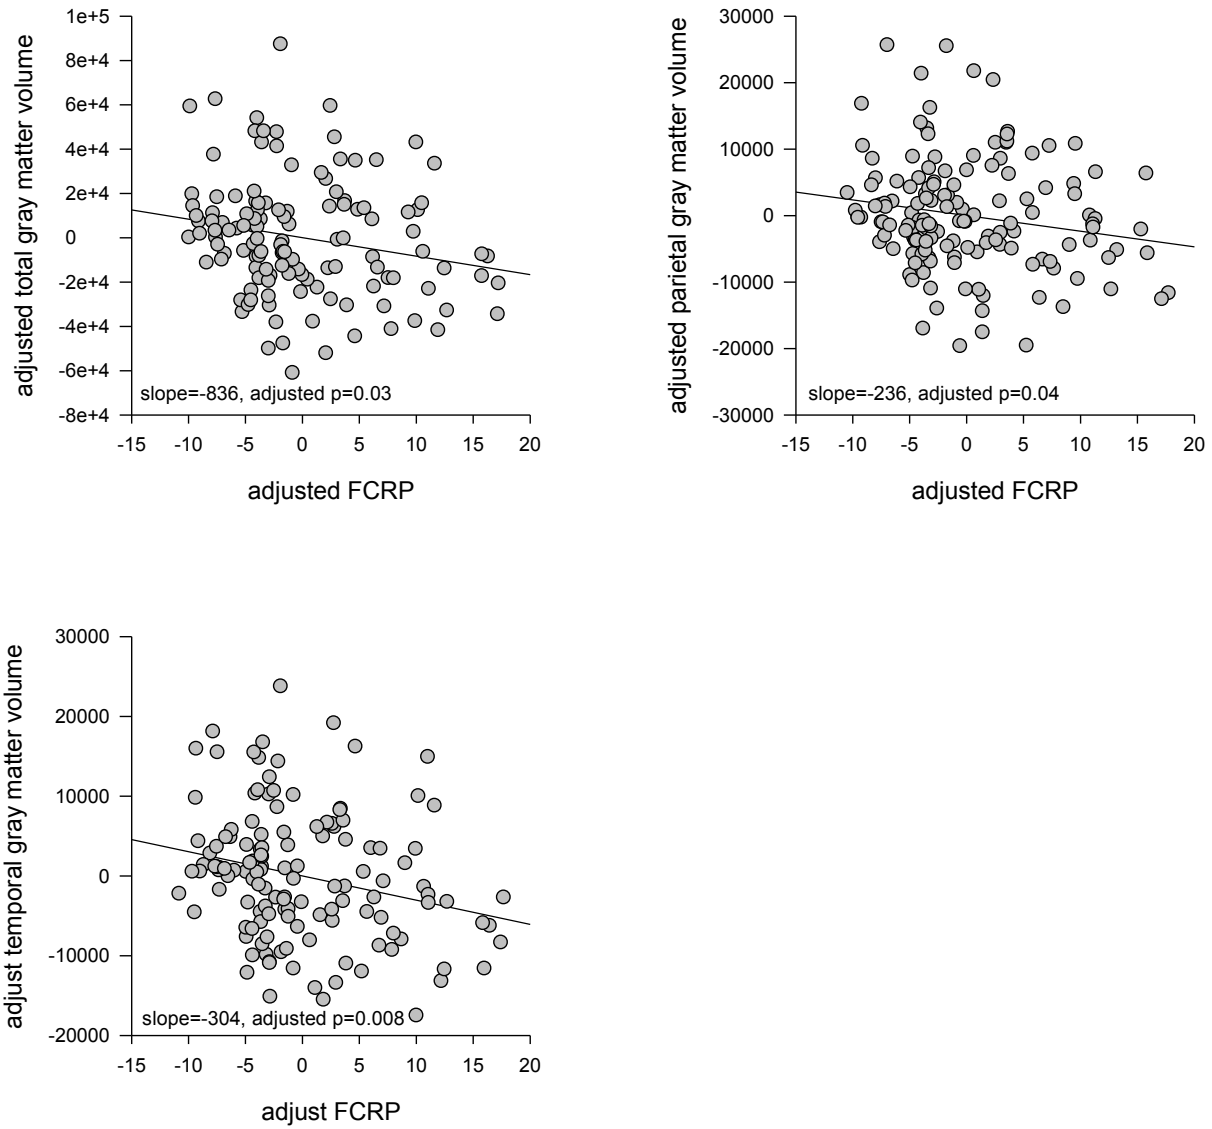 adjusted total gray matter volume
1e+5
8e+4
6e+4
4e+4
2e+4
0
-2e+4
-4e+4
-6e+4
-8e+4
slope=-836, adjusted p=0.03
-15 -10 -5 0 5 10 15 20
adjusted FCRP
adjusted parietal gray matter volume
30000
20000
10000
0
-10000
-20000
-30000
slope=-236, adjusted p=0.04
-15 -10 -5 0 5 10 15 20
adjusted FCRP
adjust temporal gray matter volume
30000
20000
10000
0
-10000
-20000
slope=-304, adjusted p=0.008
-15 -10 -5 0 5 10 15 20
adjust FCRP